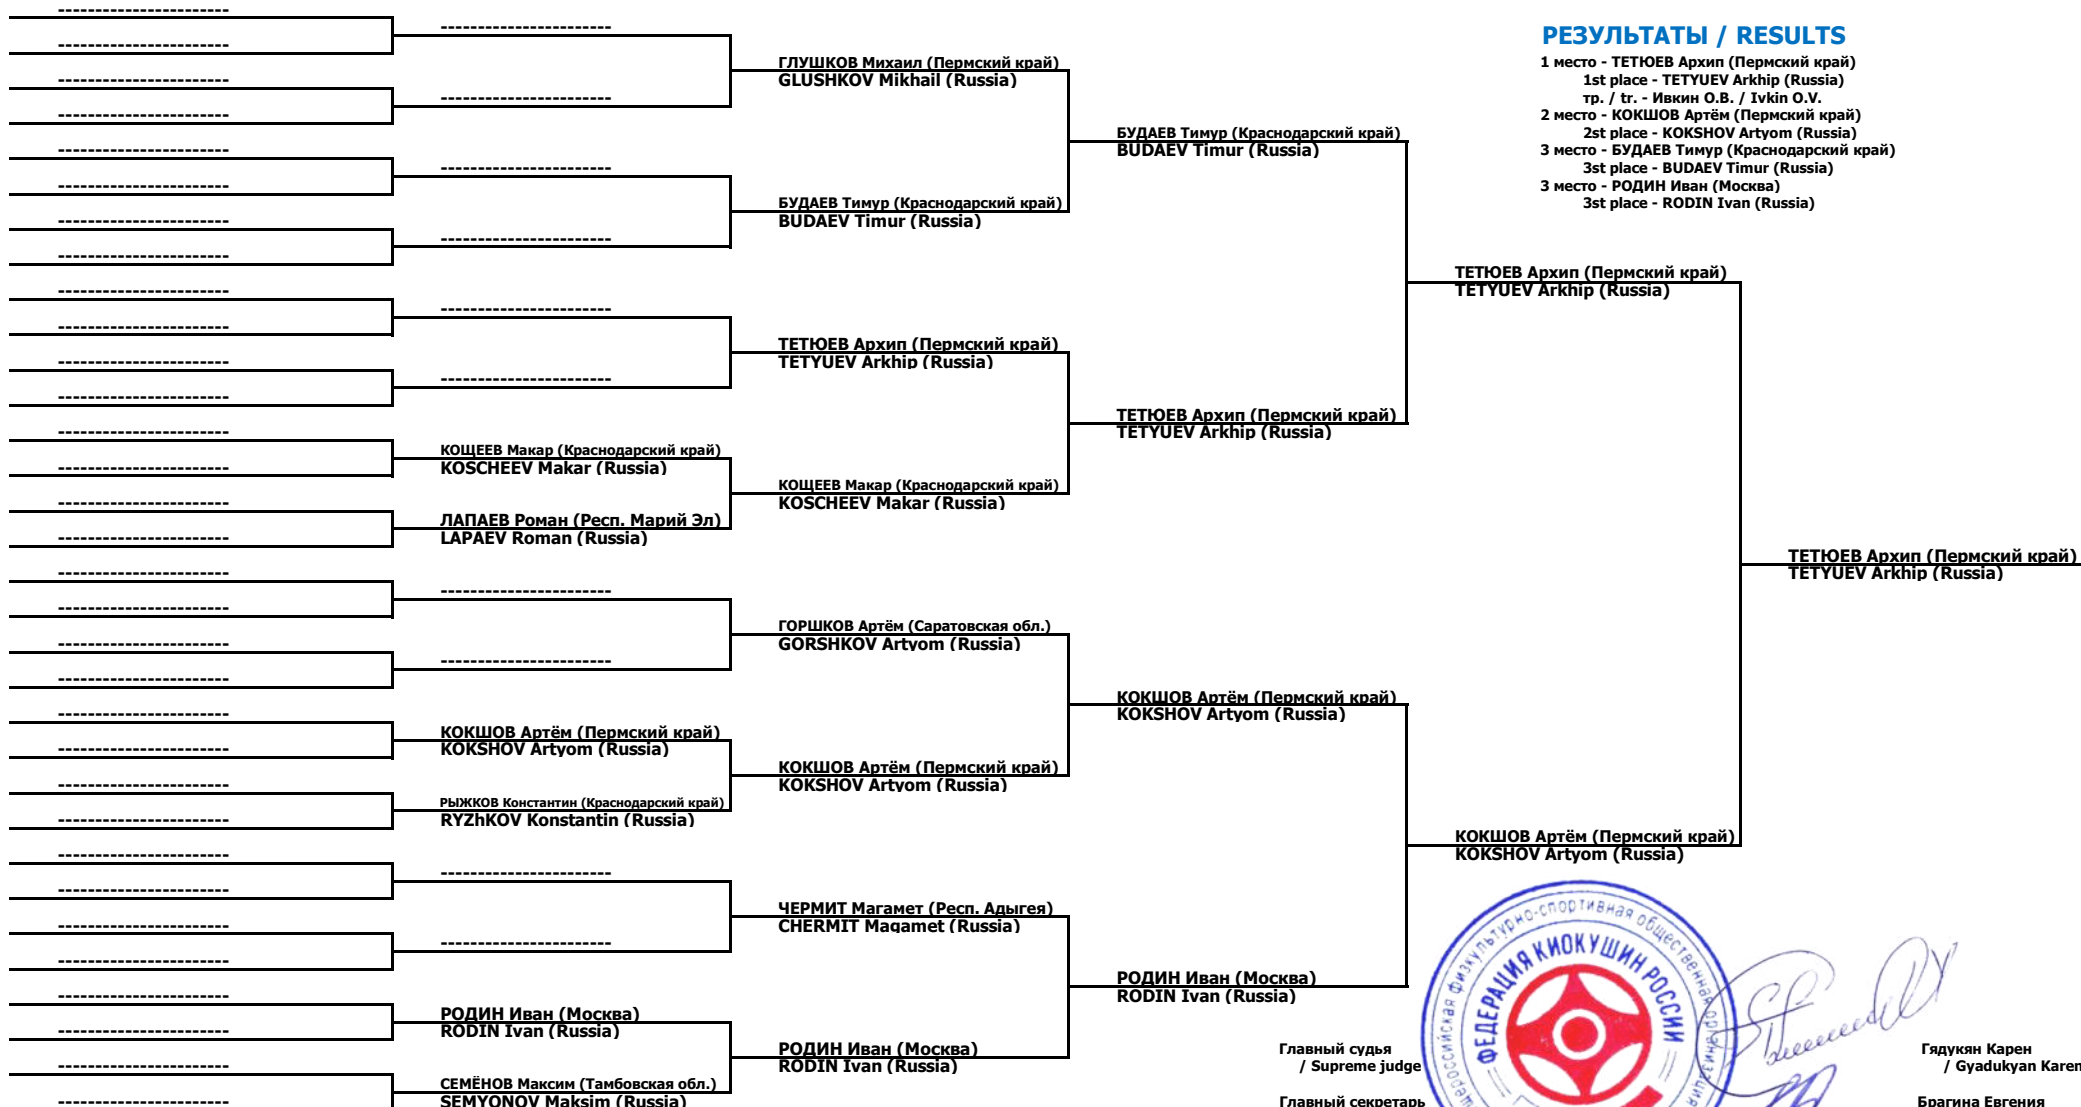 РЕЗУЛЬТАТЫ / RESULTS
1 место - ТЕТЮЕВ Архип (Пермский край)
1st place - TETYUEV Arkhip (Russia)
тр. / tr. - Ивкин О.В. / Ivkin O.V.
2 место - КОКШОВ Артём (Пермский край)
2st place - KOKSHOV Artyom (Russia)
3 место - БУДАЕВ Тимур (Краснодарский край)
3st place - BUDAEV Timur (Russia)
3 место - РОДИН Иван (Москва)
3st place - RODIN Ivan (Russia)
КОЩЕЕВ Макар (Краснодарский край)
KOSCHEEV Makar (Russia)
ЛАПАЕВ Роман (Респ. Марий Эл)
LAPAEV Roman (Russia)
КОКШОВ Артём (Пермский край)
KOKSHOV Artyom (Russia)
РЫЖКОВ Константин (Краснодарский край)
RYZhKOV Konstantin (Russia)
РОДИН Иван (Москва)
RODIN Ivan (Russia)
СЕМЁНОВ Максим (Тамбовская обл.)
SEMYONOV Maksim (Russia)
ГЛУШКОВ Михаил (Пермский край)
GLUSHKOV Mikhail (Russia)
БУДАЕВ Тимур (Краснодарский край)
BUDAEV Timur (Russia)
ТЕТЮЕВ Архип (Пермский край)
TETYUEV Arkhip (Russia)
КОЩЕЕВ Макар (Краснодарский край)
KOSCHEEV Makar (Russia)
ГОРШКОВ Артём (Саратовская обл.)
GORSHKOV Artyom (Russia)
КОКШОВ Артём (Пермский край)
KOKSHOV Artyom (Russia)
ЧЕРМИТ Магамет (Респ. Адыгея)
CHERMIT Magamet (Russia)
РОДИН Иван (Москва)
RODIN Ivan (Russia)
БУДАЕВ Тимур (Краснодарский край)
BUDAEV Timur (Russia)
ТЕТЮЕВ Архип (Пермский край)
TETYUEV Arkhip (Russia)
КОКШОВ Артём (Пермский край)
KOKSHOV Artyom (Russia)
РОДИН Иван (Москва)
RODIN Ivan (Russia)
ТЕТЮЕВ Архип (Пермский край)
TETYUEV Arkhip (Russia)
КОКШОВ Артём (Пермский край)
KOKSHOV Artyom (Russia)
ТЕТЮЕВ Архип (Пермский край)
TETYUEV Arkhip (Russia)
Главный судья
/ Supreme judge
Гядукян Карен
/ Gyadukyan Karen
Главный секретарь
Брагина Евгения
физкультурно-спортивная общественная организация
ФЕДЕРАЦИЯ КИОКУШИН РОССИИ